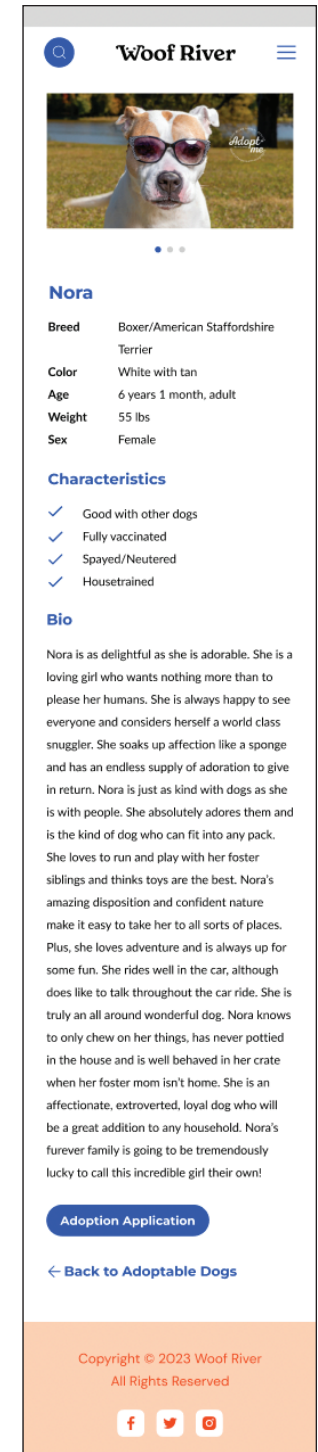 Woof River
Adopt-
me
Nora
Breed Boxer/American Staffordshire
Terrier
Color White with tan
Age 6 years 1 month, adult
Weight 55 lbs
Sex Female
Characteristics
Good with other dogs
Fully vaccinated
Spayed/Neutered
Housetrained
Bio
Nora is as delightful as she is adorable. She is a
loving girl who wants nothing more than to
please her humans. She is always happy to see
everyone and considers herself a world class
snuggler. She soaks up affection like a sponge
and has an endless supply of adoration to give
in return. Nora is just as kind with dogs as she
is with people. She absolutely adores them and
is the kind of dog who can fit into any pack.
She loves to run and play with her foster
siblings and thinks toys are the best. Nora’s
amazing disposition and confident nature
make it easy to take her to all sorts of places.
Plus, she loves adventure and is always up for
some fun. She rides well in the car, although
does like to talk throughout the car ride. She is
truly an all around wonderful dog. Nora knows
to only chew on her things, has never pottied
in the house and is well behaved in her crate
when her foster mom isn’t home. She is an
affectionate, extroverted, loyal dog who will
be a great addition to any household. Nora’s
furever family is going to be tremendously
lucky to call this incredible girl their own!
Adoption Application
Back to Adoptable Dogs
Copyright © 2023 Woof River
All Rights Reserved